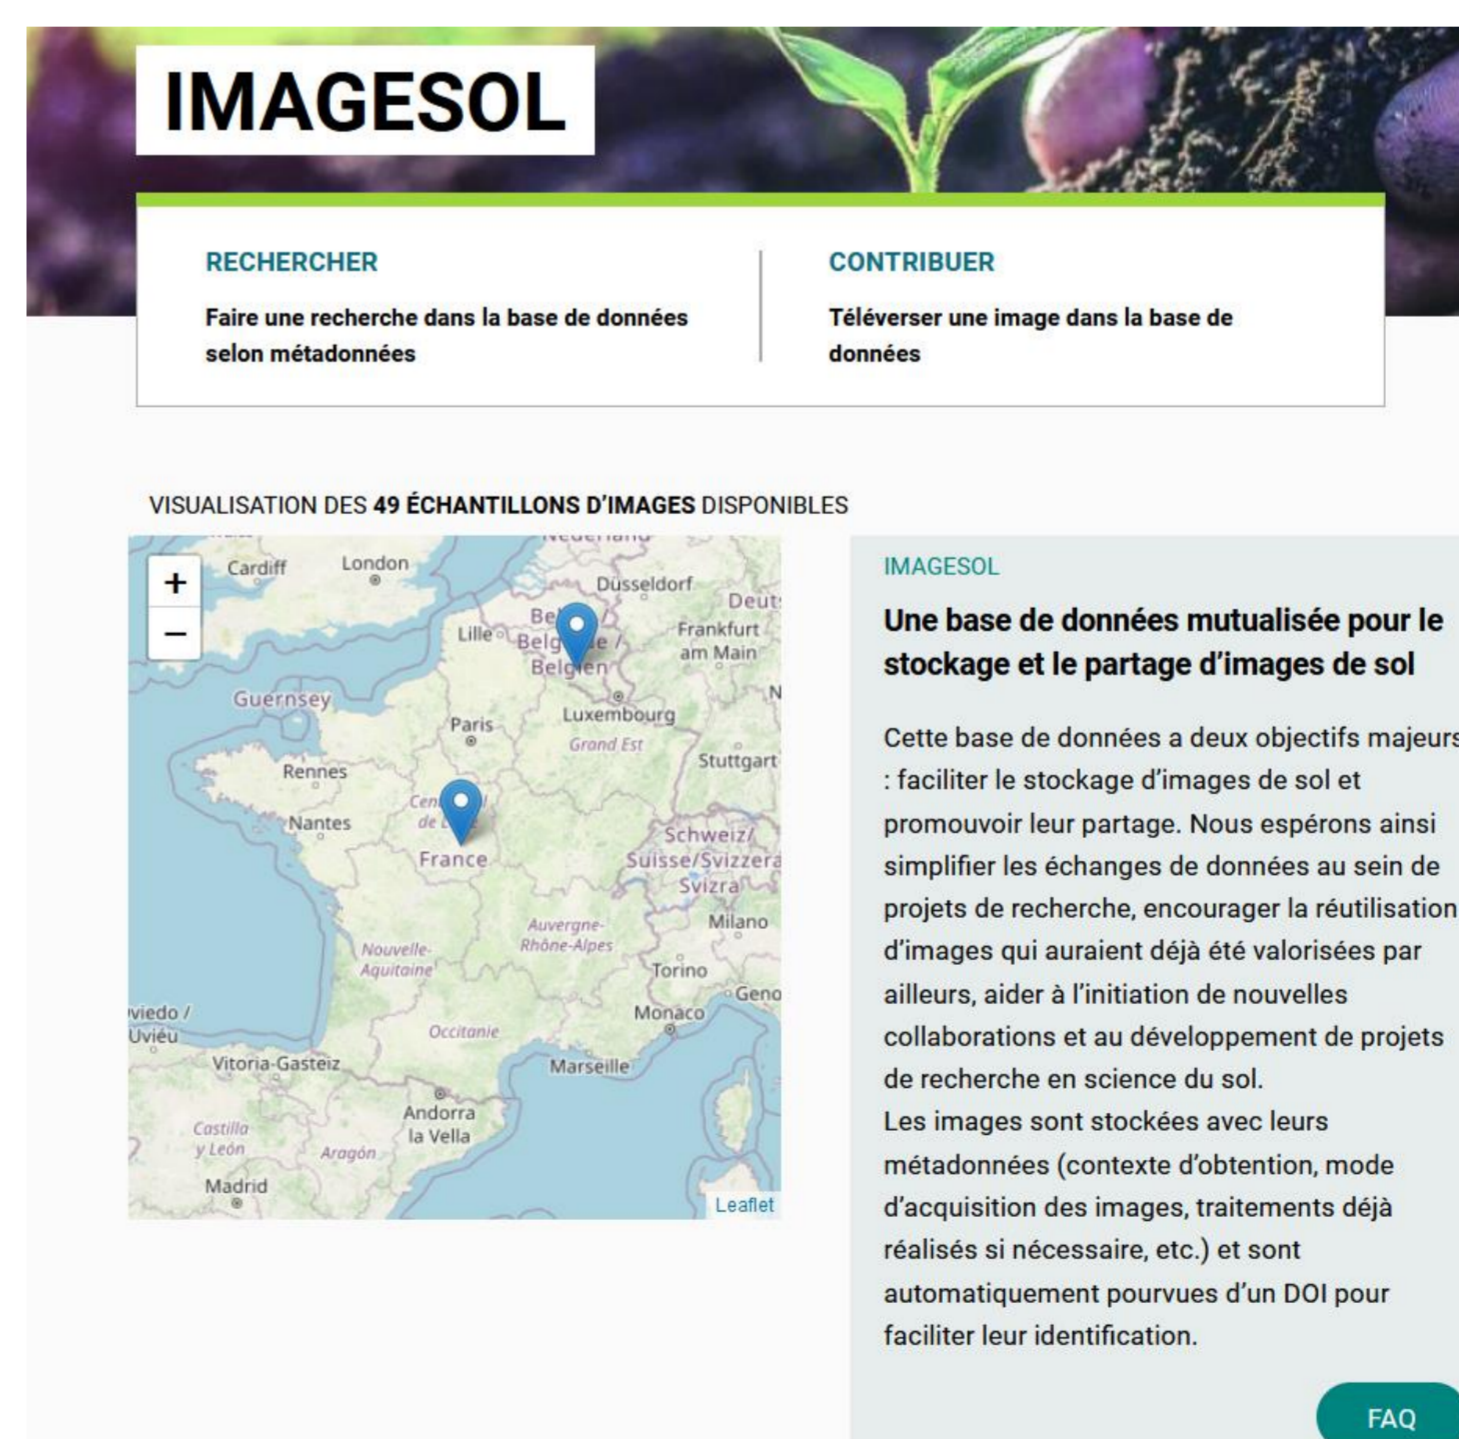 IMAGESOL
RECHERCHER
Faire une recherche dans la base de données
selon métadonnées
CONTRIBUER
Téléverser une image dans la base de
données
VISUALISATION DES 49 ÉCHANTILLONS D'IMAGES DISPONIBLES
+
−
Cardiff
London
Düsseldorf
Lille
Belgien
Frankfurt
am Main
Guernsey
Paris
Luxembourg
Grand Est
Stuttgart
Rennes
Nantes
France
Schweiz/
Suisse/Svizzera
Svizra
Auvergne-
Rhône-Alpes
Milano
Nouvelle-
Aquitaine
Torino
Monaco
Uviéu
Occitanie
Vitoria-Gasteiz
Marseille
Andorra
la Vella
Castilla
y León
Aragón
Madrid
Leaflet
IMAGESOL
Une base de données mutualisée pour le
stockage et le partage d'images de sol
Cette base de données a deux objectifs majeurs
: faciliter le stockage d'images de sol et
promouvoir leur partage. Nous espérons ainsi
simplifier les échanges de données au sein de
projets de recherche, encourager la réutilisation
d'images qui auraient déjà été valorisées par
ailleurs, aider à l'initiation de nouvelles
collaborations et au développement de projets
de recherche en science du sol.
Les images sont stockées avec leurs
métadonnées (contexte d'obtention, mode
d'acquisition des images, traitements déjà
réalisés si nécessaire, etc.) et sont
automatiquement pourvues d'un DOI pour
faciliter leur identification.
FAQ